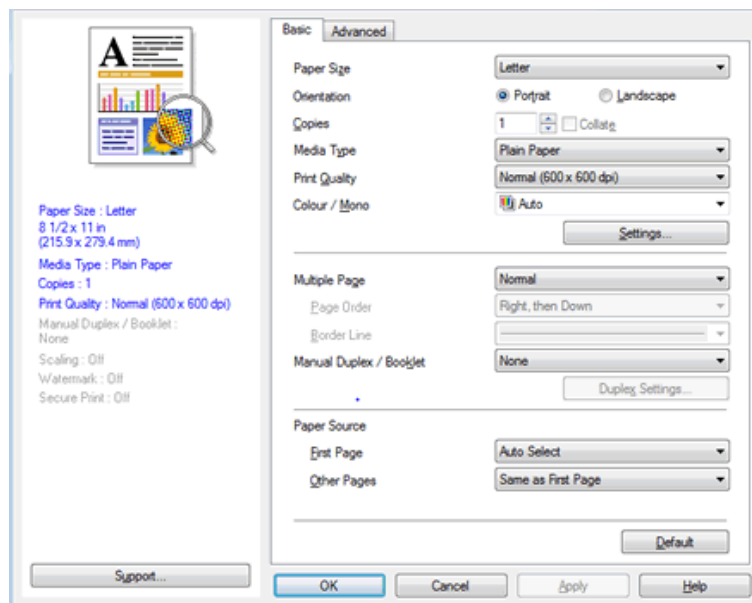 A
Paper Size : Letter
8 1/2 x 11 in
(215.9 x 279.4 mm)
Media Type : Plain Paper
Copies : 1
Print Quality : Normal (600 x 600 dpi)
Manual Duplex / Booklet :
None
Scaling : Off
Watermark : Off
Secure Print : Off
Support...
Basic Advanced
Paper Size Letter
Orientation Portrait Landscape
Copies 1 Collate
Media Type Plain Paper
Print Quality Normal (600 x 600 dpi)
Colour / Mono Auto
Settings...
Multiple Page Normal
Page Order Right, then Down
Border Line
Manual Duplex / Booklet None
Duplex Settings...
Paper Source
First Page Auto Select
Other Pages Same as First Page
Default
OK Cancel Apply Help